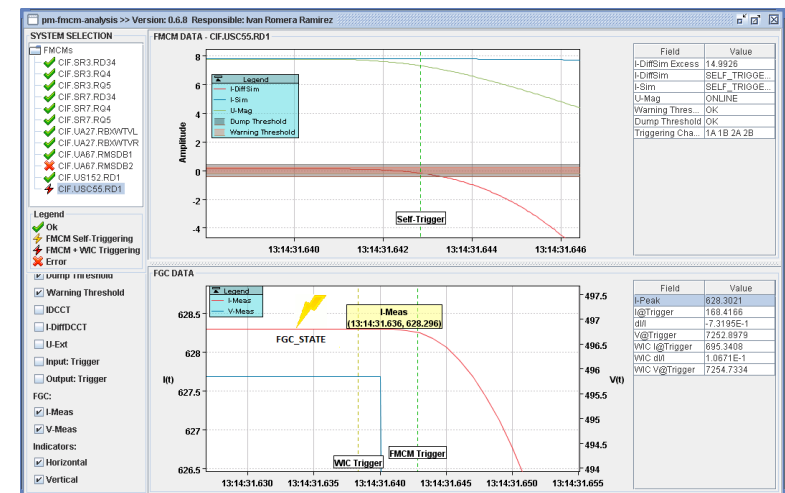 pm-fmcm-analysis >> Version: 0.6.8 Responsible: Ivan Romera Ramirez
SYSTEM SELECTION
FMCMs
CIF.SR3.RD34
CIF.SR3.RQ4
CIF.SR3.RQ5
CIF.SR7.RD34
CIF.SR7.RQ4
CIF.SR7.RQ5
CIF.UA27.RBXWTVL
CIF.UA27.RBXWTVR
CIF.UA67.RMSDB1
CIF.UA67.RMSDB2
CIF.US152.RD1
CIF.USC55.RD1
Legend
Ok
FMCM Self-Triggering
FMCM + WIC Triggering
Error
Dump Threshold
Warning Threshold
IDCCT
I-DiffDCCT
U-Ext
Input: Trigger
Output: Trigger
FGC:
I-Meas
V-Meas
Indicators:
Horizontal
Vertical
FMCM DATA - CIF.USC55.RD1
8
6
4
2
0
-2
-4
Amplitude
Legend
I-DiffSim
I-Sim
U-Mag
Dump Threshold
Warning Threshold
Self-Trigger
13:14:31.640 13:14:31.642 13:14:31.644 13:14:31.646
Field Value
I-DiffSim Excess 14.9926
I-DiffSim SELF_TRIGGE...
I-Sim SELF_TRIGGE...
U-Mag ONLINE
Warning Thres... OK
Dump Threshold OK
Triggering Cha... 1A 1B 2A 2B
FGC DATA
Legend
I-Meas
V-Meas
FGC_STATE
I-Meas
(13:14:31.636, 628.296)
628.5
628
627.5
627
626.5
I(t)
497.5
497
496.5
496
495.5
495
494.5
494
V(t)
WIC Trigger
FMCM Trigger
13:14:31.630 13:14:31.635 13:14:31.640 13:14:31.645 13:14:31.650 13:14:31.655
Field Value
I-Peak 628.3021
I@Trigger 168.4166
dI/I -7.3195E-1
V@Trigger 7252.8979
WIC I@Trigger 695.3408
WIC dI/I 1.0671E-1
WIC V@Trigger 7254.7334